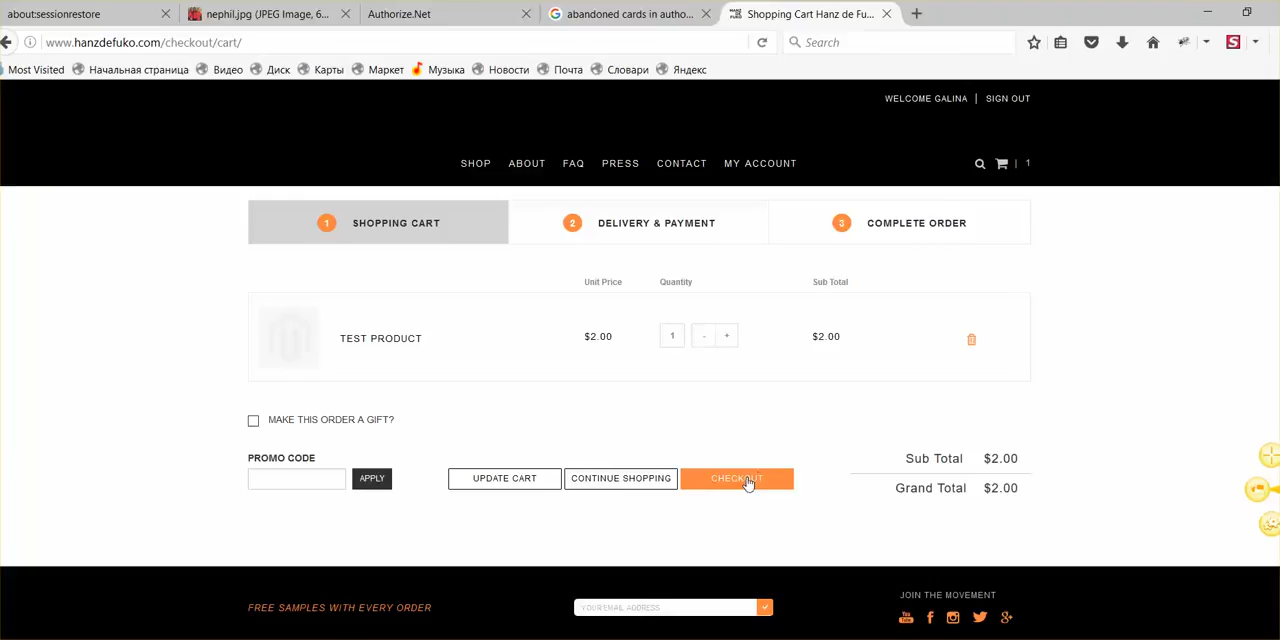 about:sessionrestore
nephil.jpg (JPEG Image, 6...
Authorize.Net
abandoned cards in autho...
Shopping Cart Hanz de Fu...
www.hanzdefuko.com/checkout/cart/
Search
Most Visited
Начальная страница
Видео
Диск
Карты
Маркет
Музыка
Новости
Почта
Словари
Яндекс
WELCOME GALINA | SIGN OUT
SHOP ABOUT FAQ PRESS CONTACT MY ACCOUNT | 1
1 SHOPPING CART
2 DELIVERY & PAYMENT
3 COMPLETE ORDER
Unit Price Quantity Sub Total
TEST PRODUCT $2.00 1 - + $2.00
MAKE THIS ORDER A GIFT?
PROMO CODE
APPLY
UPDATE CART
CONTINUE SHOPPING
CHECKOUT
Sub Total $2.00
Grand Total $2.00
FREE SAMPLES WITH EVERY ORDER
YOUR EMAIL ADDRESS
JOIN THE MOVEMENT